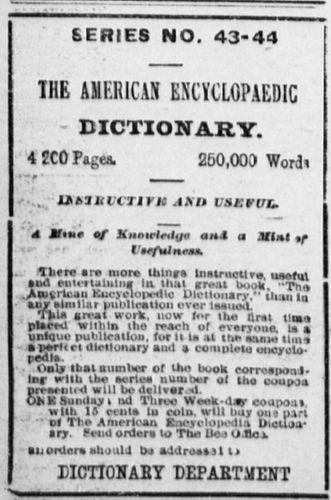 SERIES NO. 43-44
THE AMERICAN ENCYCLOPAEDIC
DICTIONARY.
4 200 Pages. 250,000 Words
INSTRUCTIVE AND USEFUL.
A Mine of Knowledge and a Mint of
Usefulness.
There are more things instructive, useful
and entertaining in that great book, "The
American Encyclopedic Dictionary," than in
any similar publication ever issued.
This great work, now for the first time
placed within the reach of everyone, is a
unique publication, for it is at the same time
a perfect dictionary and a complete encyclo-
pedia.
Only that number of the book correspond-
ing with the series number of the coupon
presented will be delivered.
ONE Sunday and Three Week-day coupons,
with 15 cents in coin, will buy one part
of The American Encyclopedia Diction-
ary. Send orders to The Bee Office.
orders should be addressed to
DICTIONARY DEPARTMENT